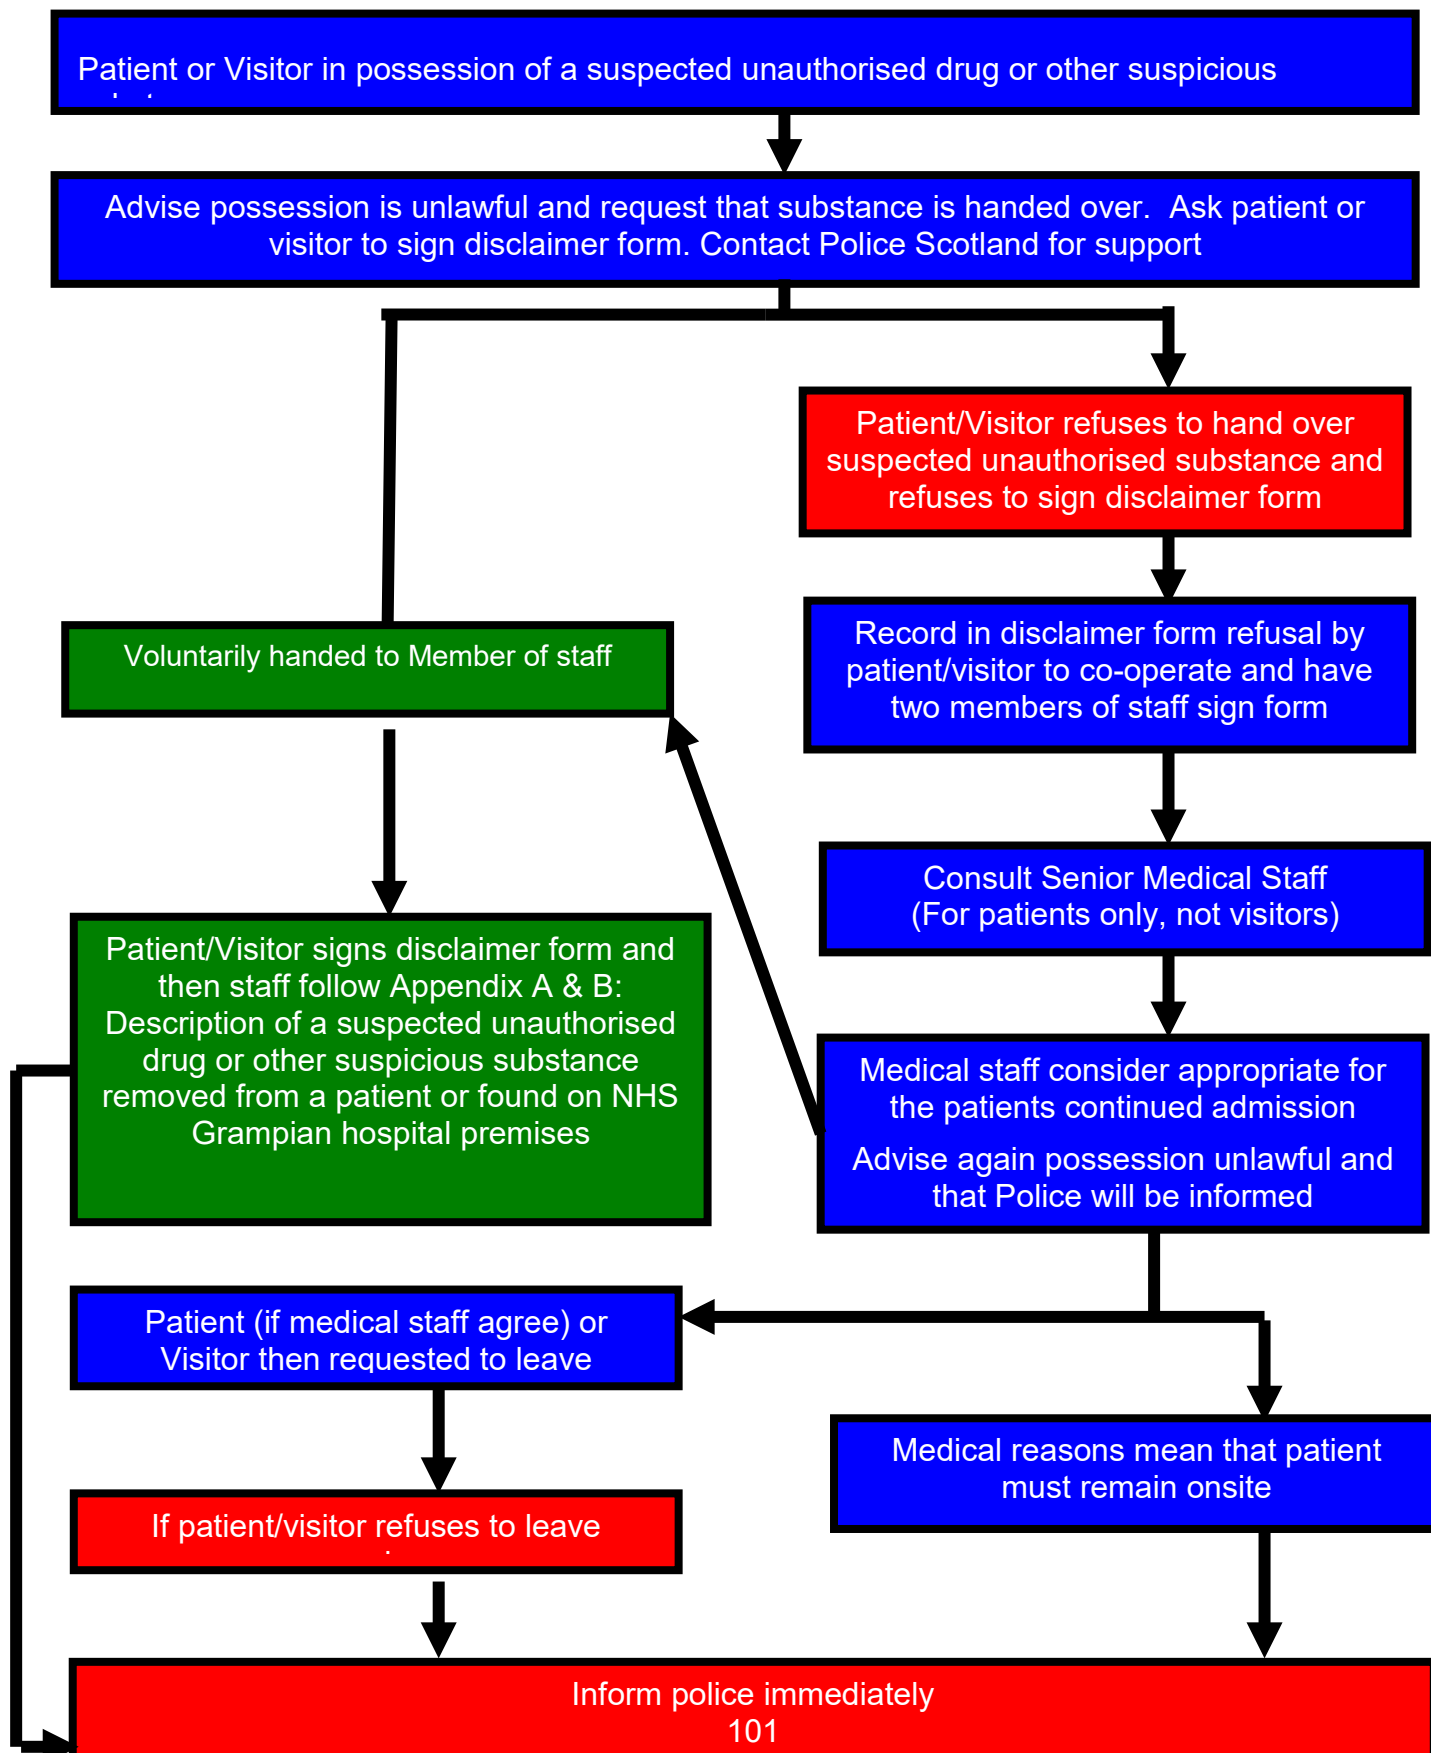 Patient or Visitor in possession of a suspected unauthorised drug or other suspicious
Advise possession is unlawful and request that substance is handed over.  Ask patient or
visitor to sign disclaimer form. Contact Police Scotland for support
Patient/Visitor refuses to hand over
suspected unauthorised substance and
refuses to sign disclaimer form
Voluntarily handed to Member of staff
Record in disclaimer form refusal by
patient/visitor to co-operate and have
two members of staff sign form
Consult Senior Medical Staff
(For patients only, not visitors)
Patient/Visitor signs disclaimer form and
then staff follow Appendix A & B:
Description of a suspected unauthorised
drug or other suspicious substance
removed from a patient or found on NHS
Grampian hospital premises
Medical staff consider appropriate for
the patients continued admission
Advise again possession unlawful and
that Police will be informed
Patient (if medical staff agree) or
Visitor then requested to leave
Medical reasons mean that patient
must remain onsite
If patient/visitor refuses to leave
Inform police immediately
101